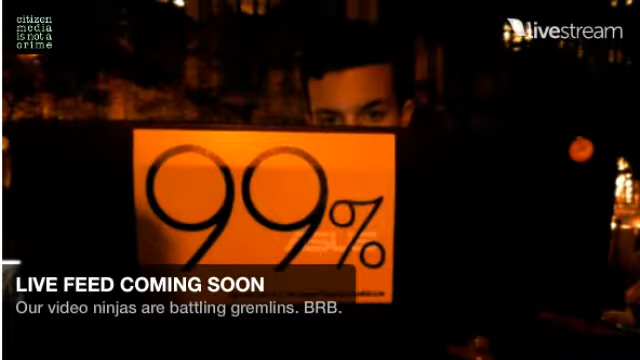 citizen
media
is not a
crime
livestream
99%
ASUS
LIVE FEED COMING SOON
Our video ninjas are battling gremlins. BRB.